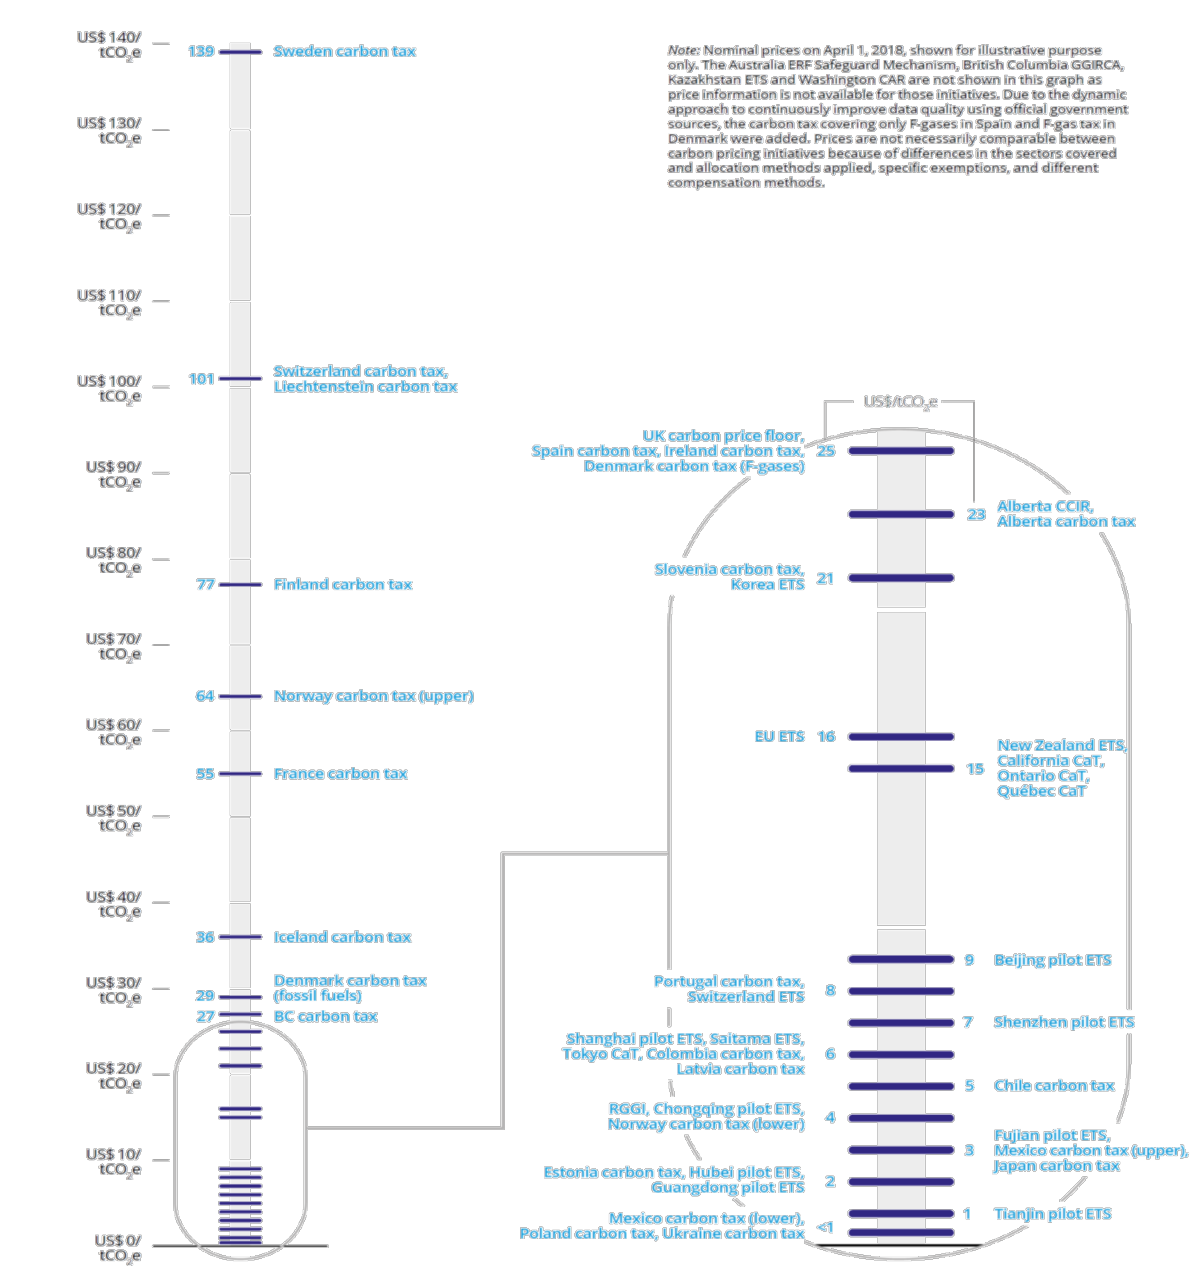 US$ 140/
tCO2e
139
Sweden carbon tax
Note: Nominal prices on April 1, 2018, shown for illustrative purpose
only. The Australia ERF Safeguard Mechanism, British Columbia GGIRCA,
Kazakhstan ETS and Washington CAR are not shown in this graph as
price information is not available for those initiatives. Due to the dynamic
approach to continuously improve data quality using official government
sources, the carbon tax covering only F-gases in Spain and F-gas tax in
Denmark were added. Prices are not necessarily comparable between
carbon pricing initiatives because of differences in the sectors covered
and allocation methods applied, specific exemptions, and different
compensation methods.
US$ 130/
tCO2e
US$ 120/
tCO2e
US$ 110/
tCO2e
US$ 100/
tCO2e
101
Switzerland carbon tax,
Liechtenstein carbon tax
US$ 90/
tCO2e
US$ 80/
tCO2e
77
Finland carbon tax
US$ 70/
tCO2e
64
Norway carbon tax (upper)
US$ 60/
tCO2e
55
France carbon tax
US$ 50/
tCO2e
US$ 40/
tCO2e
36
Iceland carbon tax
US$ 30/
tCO2e
29
Denmark carbon tax
(fossil fuels)
27
BC carbon tax
US$ 20/
tCO2e
US$ 10/
tCO2e
US$ 0/
tCO2e
US$/tCO2e
UK carbon price floor,
Spain carbon tax, Ireland carbon tax,
Denmark carbon tax (F-gases)
25
23
Alberta CCIR,
Alberta carbon tax
Slovenia carbon tax,
Korea ETS
21
EU ETS
16
15
New Zealand ETS,
California CaT,
Ontario CaT,
Québec CaT
9
Beijing pilot ETS
Portugal carbon tax,
Switzerland ETS
8
7
Shenzhen pilot ETS
Shanghai pilot ETS, Saitama ETS,
Tokyo CaT, Colombia carbon tax,
Latvia carbon tax
6
5
Chile carbon tax
RGGI, Chongqing pilot ETS,
Norway carbon tax (lower)
4
3
Fujian pilot ETS,
Mexico carbon tax (upper),
Japan carbon tax
Estonia carbon tax, Hubei pilot ETS,
Guangdong pilot ETS
2
1
Tianjin pilot ETS
Mexico carbon tax (lower),
Poland carbon tax, Ukraine carbon tax
<1